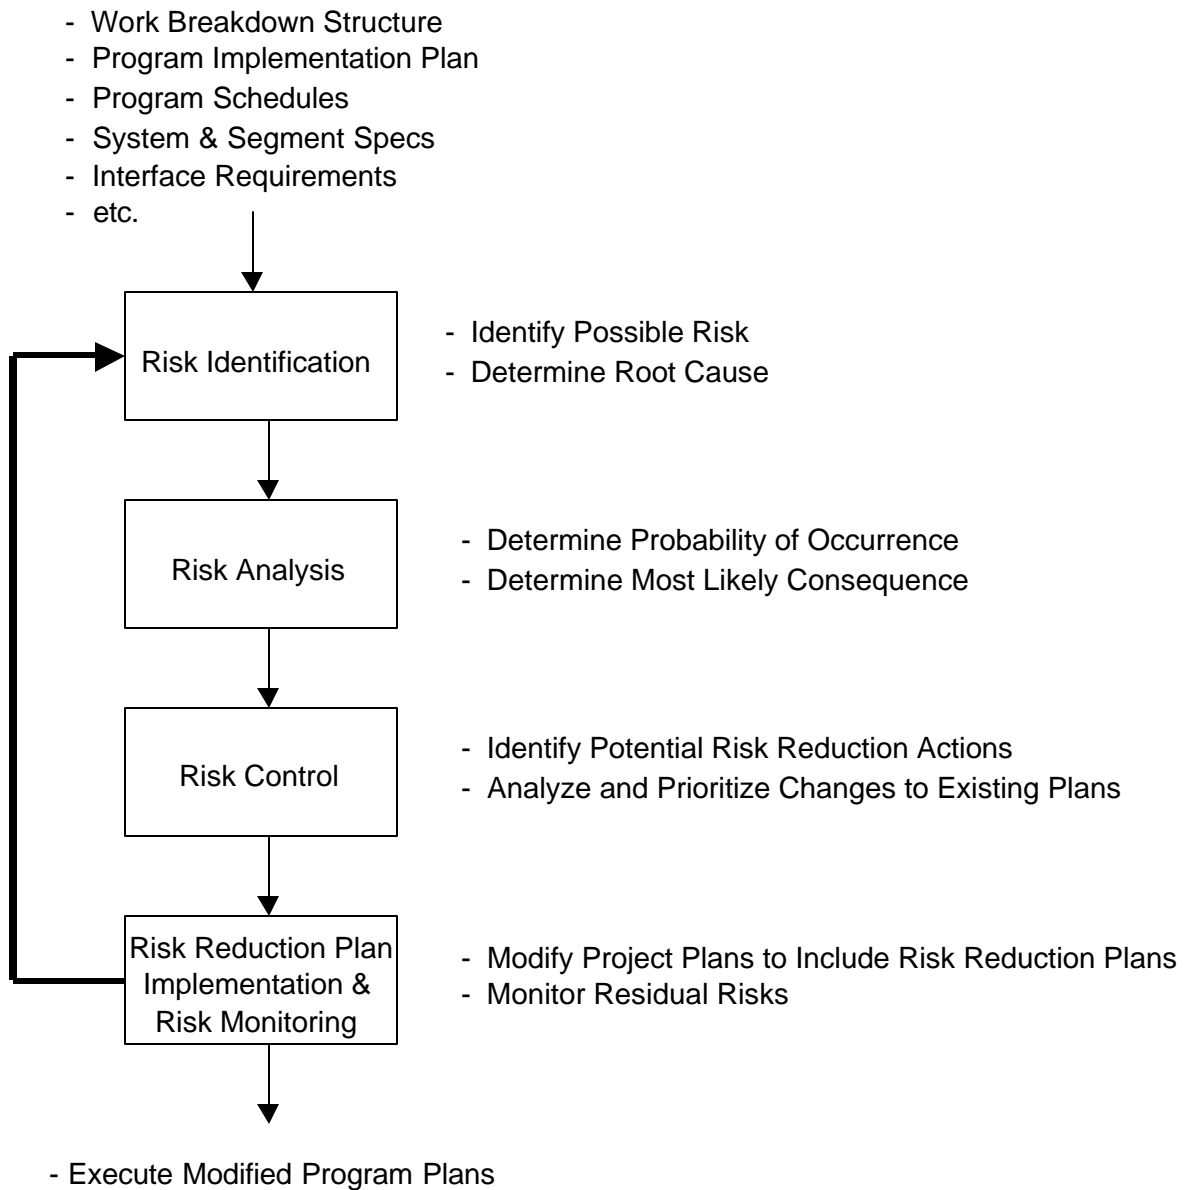 - Work Breakdown Structure
- Program Implementation Plan
- Program Schedules
- System & Segment Specs
- Interface Requirements
- etc.
Risk Identification
- Identify Possible Risk
- Determine Root Cause
Risk Analysis
- Determine Probability of Occurrence
- Determine Most Likely Consequence
Risk Control
- Identify Potential Risk Reduction Actions
- Analyze and Prioritize Changes to Existing Plans
Risk Reduction Plan
Implementation &
Risk Monitoring
- Modify Project Plans to Include Risk Reduction Plans
- Monitor Residual Risks
- Execute Modified Program Plans